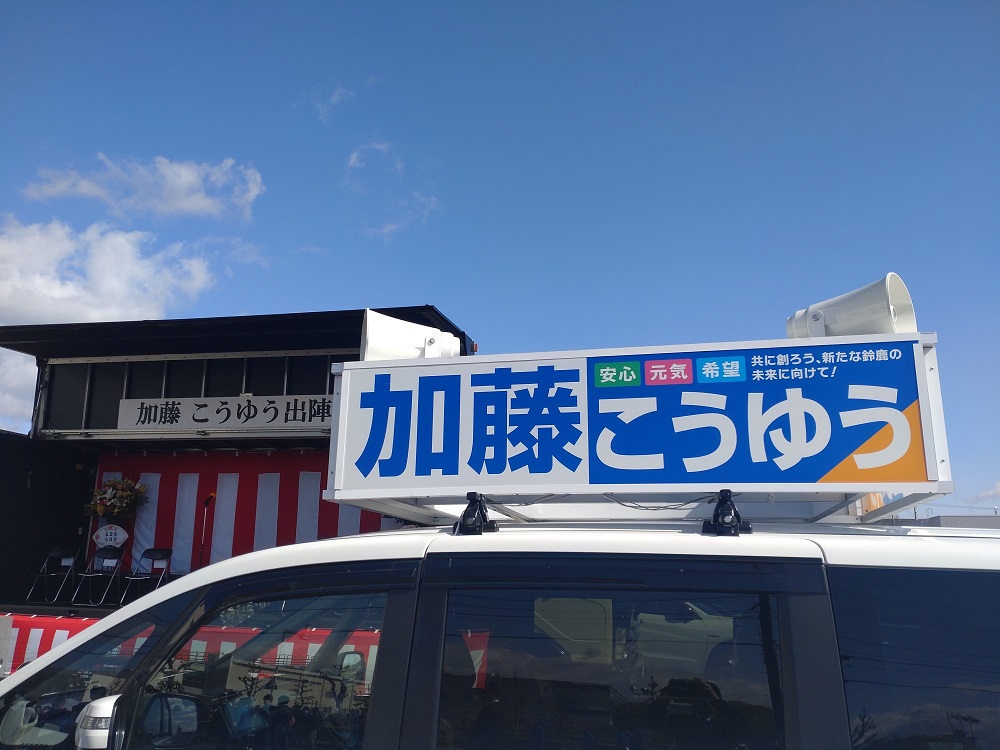 加藤 こうゆう出陣
加藤
安心 元気 希望
共に創ろう、新たな鈴鹿の
未来に向けて!
こうゆう